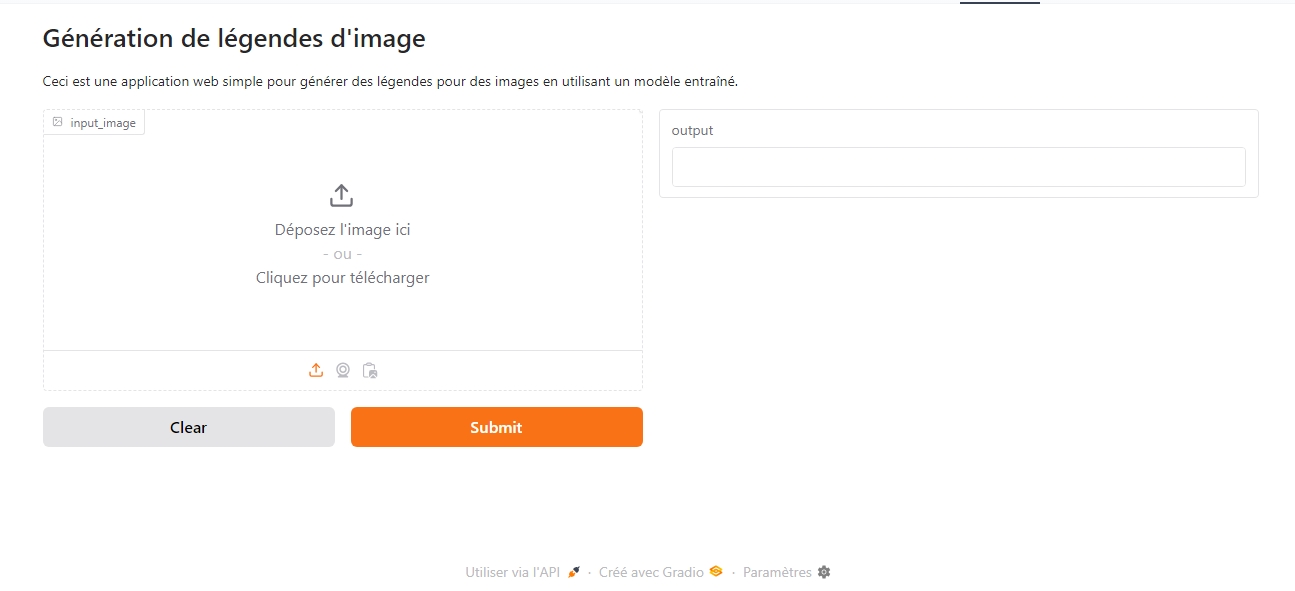 Génération de légendes d'image
Ceci est une application web simple pour générer des légendes pour des images en utilisant un modèle entraîné.
input_image
Déposez l'image ici
- ou -
Cliquez pour télécharger
Clear
Submit
output
Utiliser via l'API · Créé avec Gradio · Paramètres